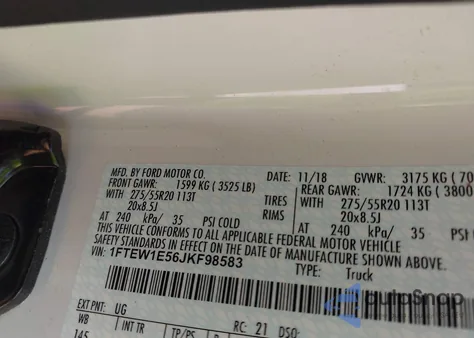 BY FORD MOTOR CO. DATE: 11/18 GVWR: 3175 KG ( 70
FRONT GAWR: 1599 KG ( 3525 LB) REAR GAWR: 1724 KG ( 3800
WITH 275/55R20 113T TIRES WITH 275/55R20 113T
20x8.5J RIMS 20x8.5J
AT 240 kPa/ 35 PSI COLD AT 240 kPa/ 35 PSI
THIS VEHICLE CONFORMS TO ALL APPLICABLE FEDERAL MOTOR VEHICLE
SAFETY STANDARDS IN EFFECT ON THE DATE OF MANUFACTURE SHOWN
VIN: 1FTEW1E56JKF98583
TYPE: Truck
EXT PNT: UG RC: 21 DSO:
WB INT TR TP/PS
145
autoSnap